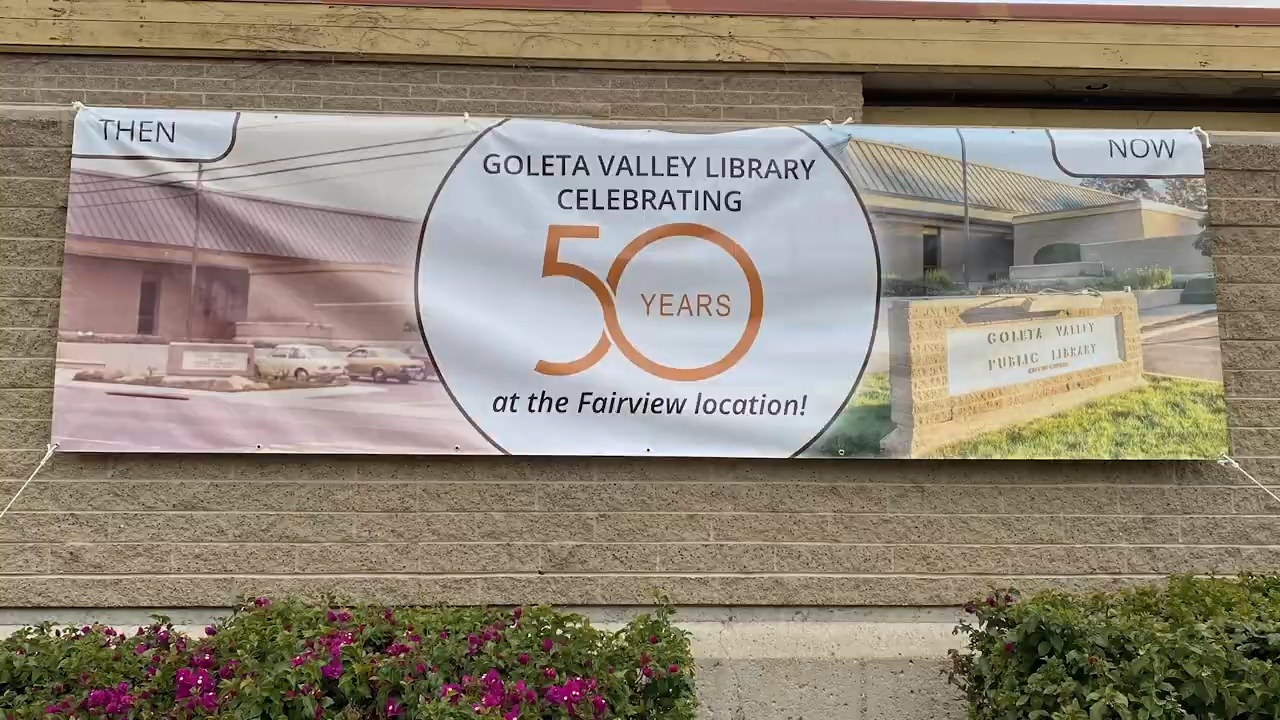 THEN
GOLETA VALLEY LIBRARY
CELEBRATING
50
YEARS
at the Fairview location!
NOW
GOLETA VALLEY
PUBLIC LIBRARY